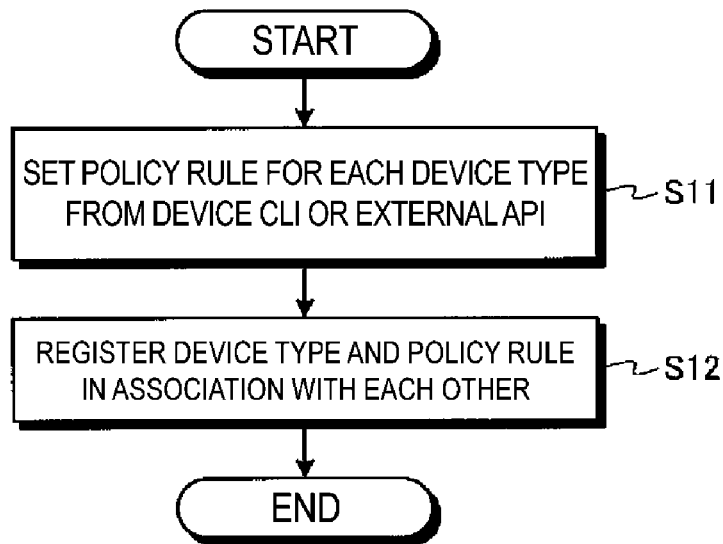 START
SET POLICY RULE FOR EACH DEVICE TYPE
FROM DEVICE CLI OR EXTERNAL API
S11
REGISTER DEVICE TYPE AND POLICY RULE
IN ASSOCIATION WITH EACH OTHER
S12
END